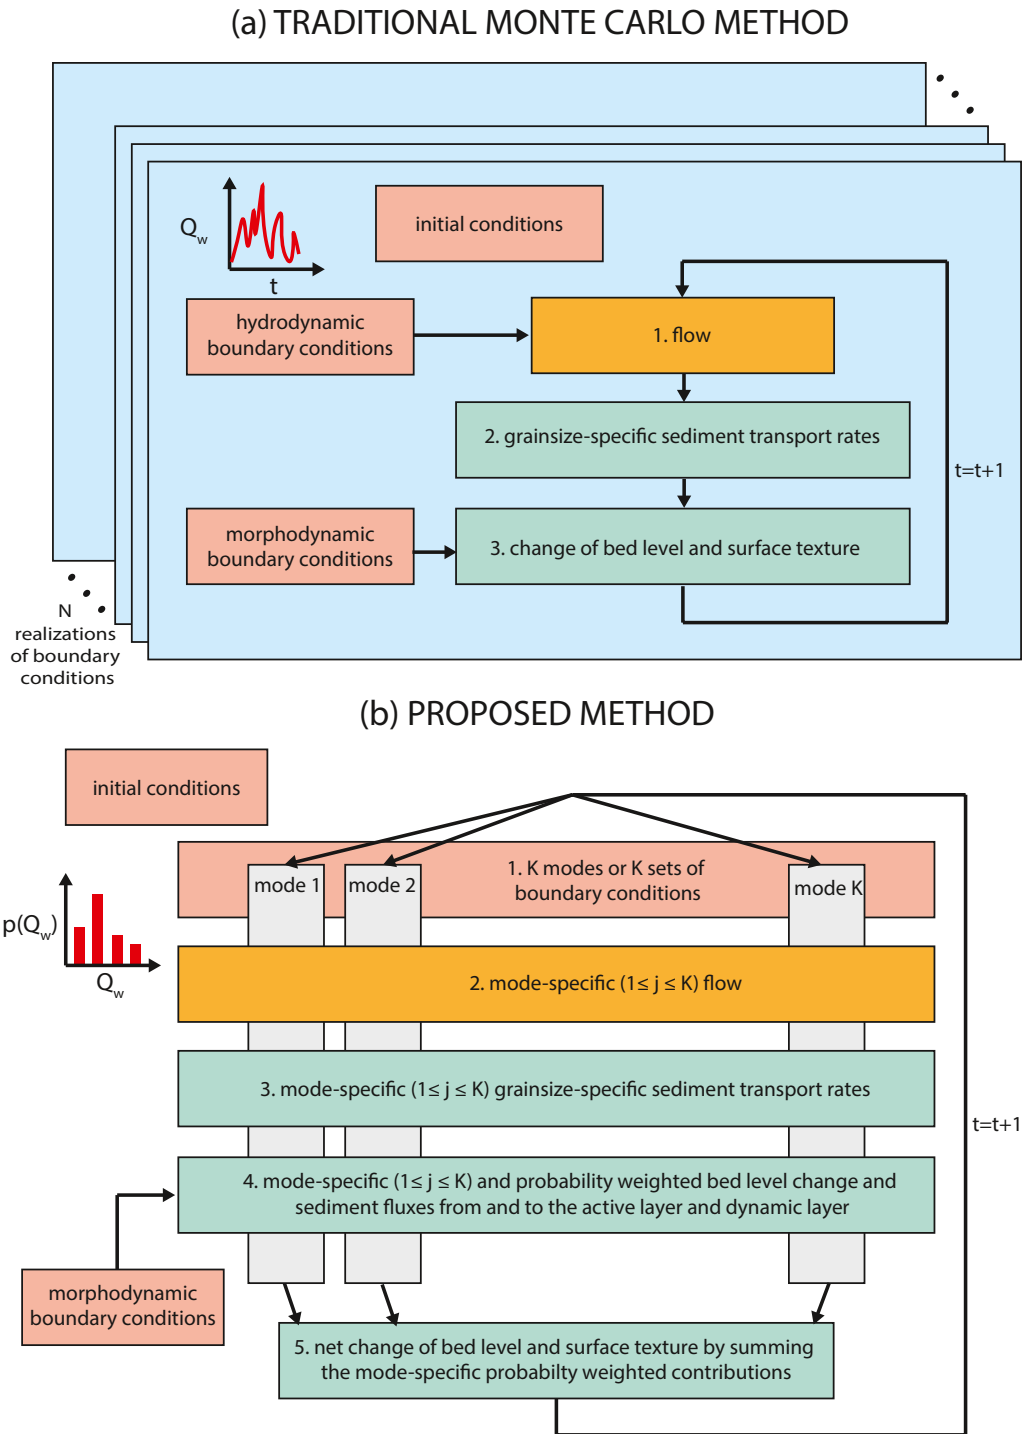 (a) TRADITIONAL MONTE CARLO METHOD
Q_w
t
initial conditions
hydrodynamic
boundary conditions
1. flow
2. grainsize-specific sediment transport rates
t=t+1
morphodynamic
boundary conditions
3. change of bed level and surface texture
N
realizations
of boundary
conditions
(b) PROPOSED METHOD
initial conditions
1. K modes or K sets of
boundary conditions
mode 1
mode 2
mode K
p(Q_w)
Q_w
2. mode-specific (1≤ j ≤ K) flow
3. mode-specific (1≤ j ≤ K) grainsize-specific sediment transport rates
t=t+1
4. mode-specific (1≤ j ≤ K) and probability weighted bed level change and
sediment fluxes from and to the active layer and dynamic layer
morphodynamic
boundary conditions
5. net change of bed level and surface texture by summing
the mode-specific probabilty weighted contributions